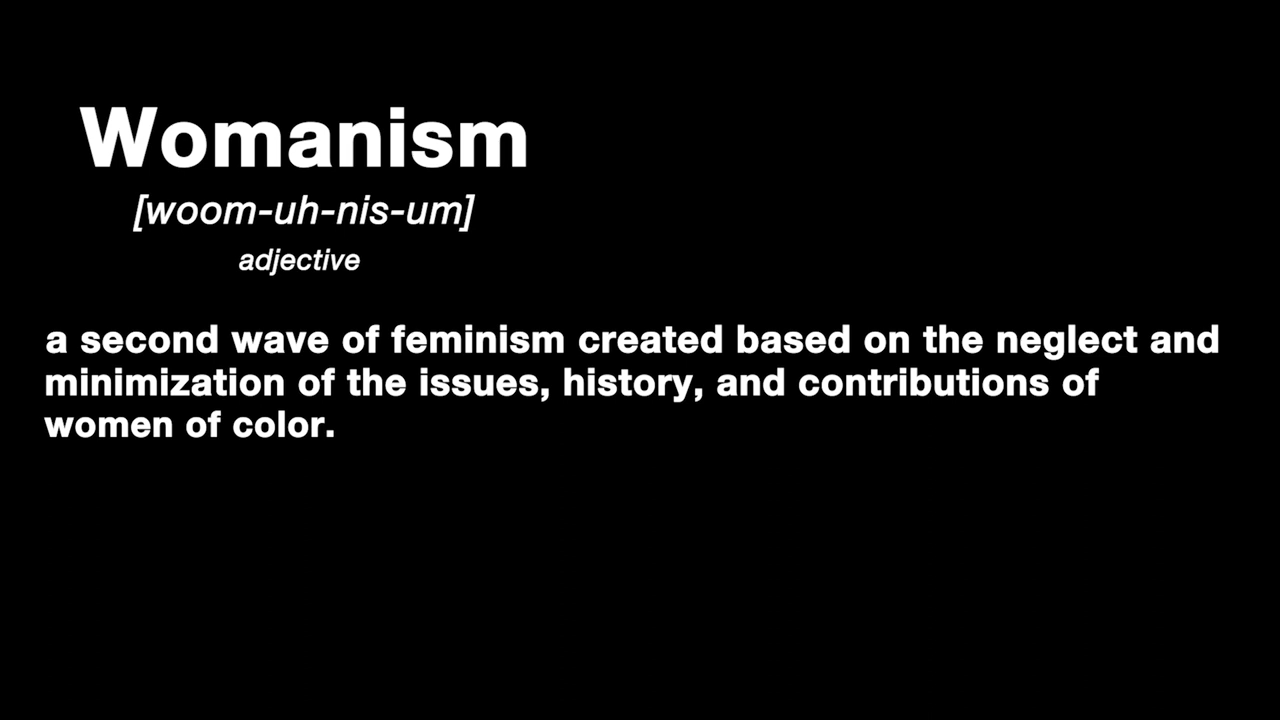 Womanism
[woom-uh-nis-um]
adjective
a second wave of feminism created based on the neglect and
minimization of the issues, history, and contributions of
women of color.